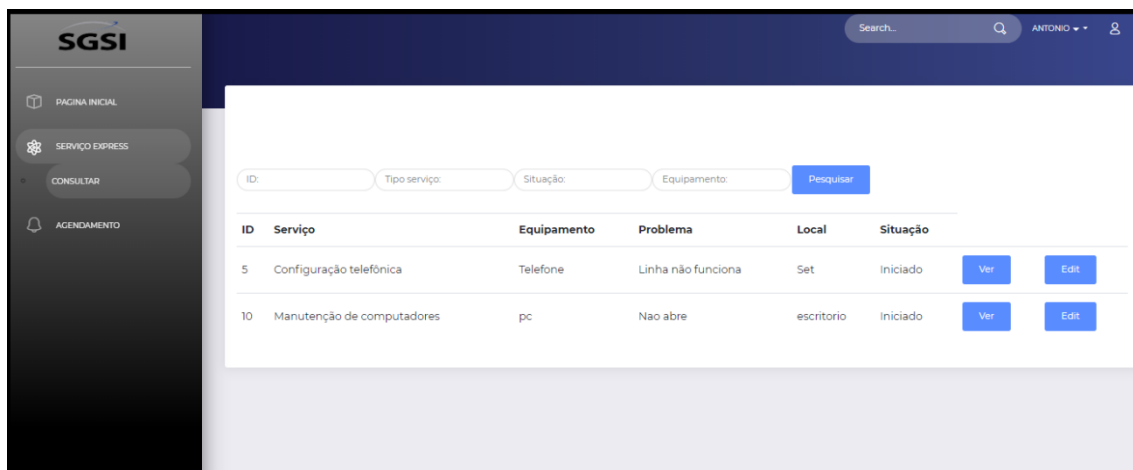 SGSI
Search...
ANTONIO
PAGINA INICIAL
SERVIÇO EXPRESS
CONSULTAR
AGENDAMENTO
ID: Tipo serviço: Situação: Equipamento: Pesquisar
ID Serviço Equipamento Problema Local Situação
5 Configuração telefônica Telefone Linha não funciona Set Iniciado Ver Edit
10 Manutenção de computadores pc Nao abre escritorio Iniciado Ver Edit